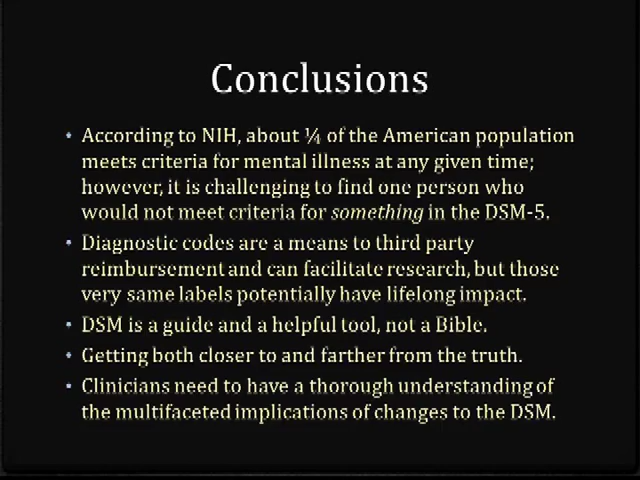 Conclusions
• According to NIH, about ¼ of the American population
meets criteria for mental illness at any given time;
however, it is challenging to find one person who
would not meet criteria for something in the DSM-5.
• Diagnostic codes are a means to third party
reimbursement and can facilitate research, but those
very same labels potentially have lifelong impact.
• DSM is a guide and a helpful tool, not a Bible.
• Getting both closer to and farther from the truth.
• Clinicians need to have a thorough understanding of
the multifaceted implications of changes to the DSM.